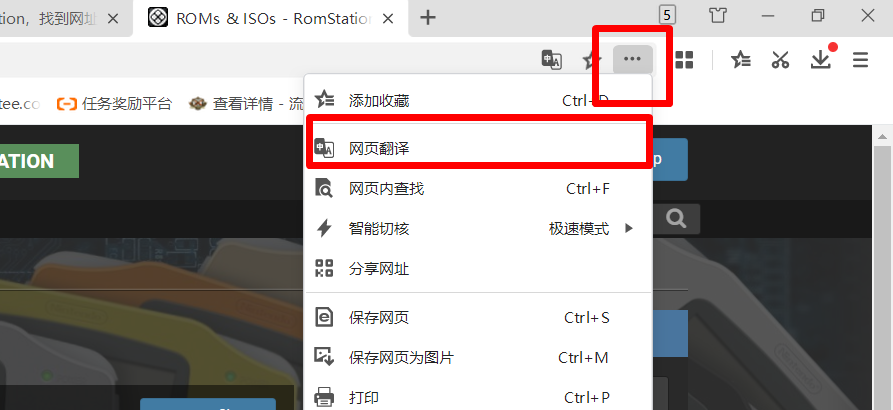 tion，找到网址
ROMs & ISOs - RomStation
5
tee.co
任务奖励平台
查看详情 - 流
添加收藏 Ctrl+D
ATION
网页翻译
p
网页内查找 Ctrl+F
智能切核 极速模式
分享网址
保存网页 Ctrl+S
保存网页为图片 Ctrl+M
打印 Ctrl+P